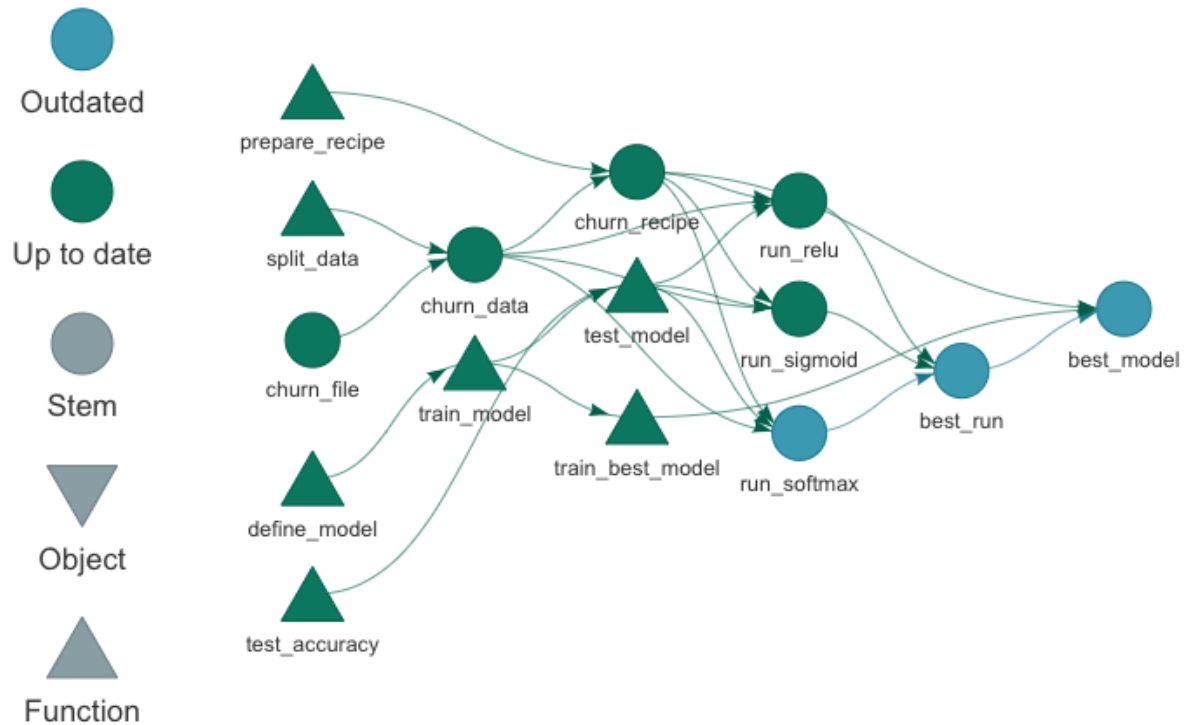 Outdated
Up to date
Stem
Object
Function
prepare_recipe
split_data
churn_file
define_model
test_accuracy
churn_data
train_model
churn_recipe
test_model
train_best_model
run_relu
run_sigmoid
run_softmax
best_run
best_model